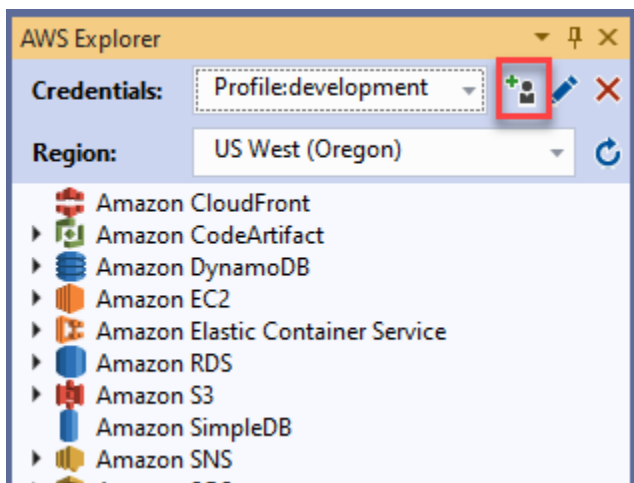 AWS Explorer
Credentials: Profile:development
Region: US West (Oregon)
Amazon CloudFront
Amazon CodeArtifact
Amazon DynamoDB
Amazon EC2
Amazon Elastic Container Service
Amazon RDS
Amazon S3
Amazon SimpleDB
Amazon SNS